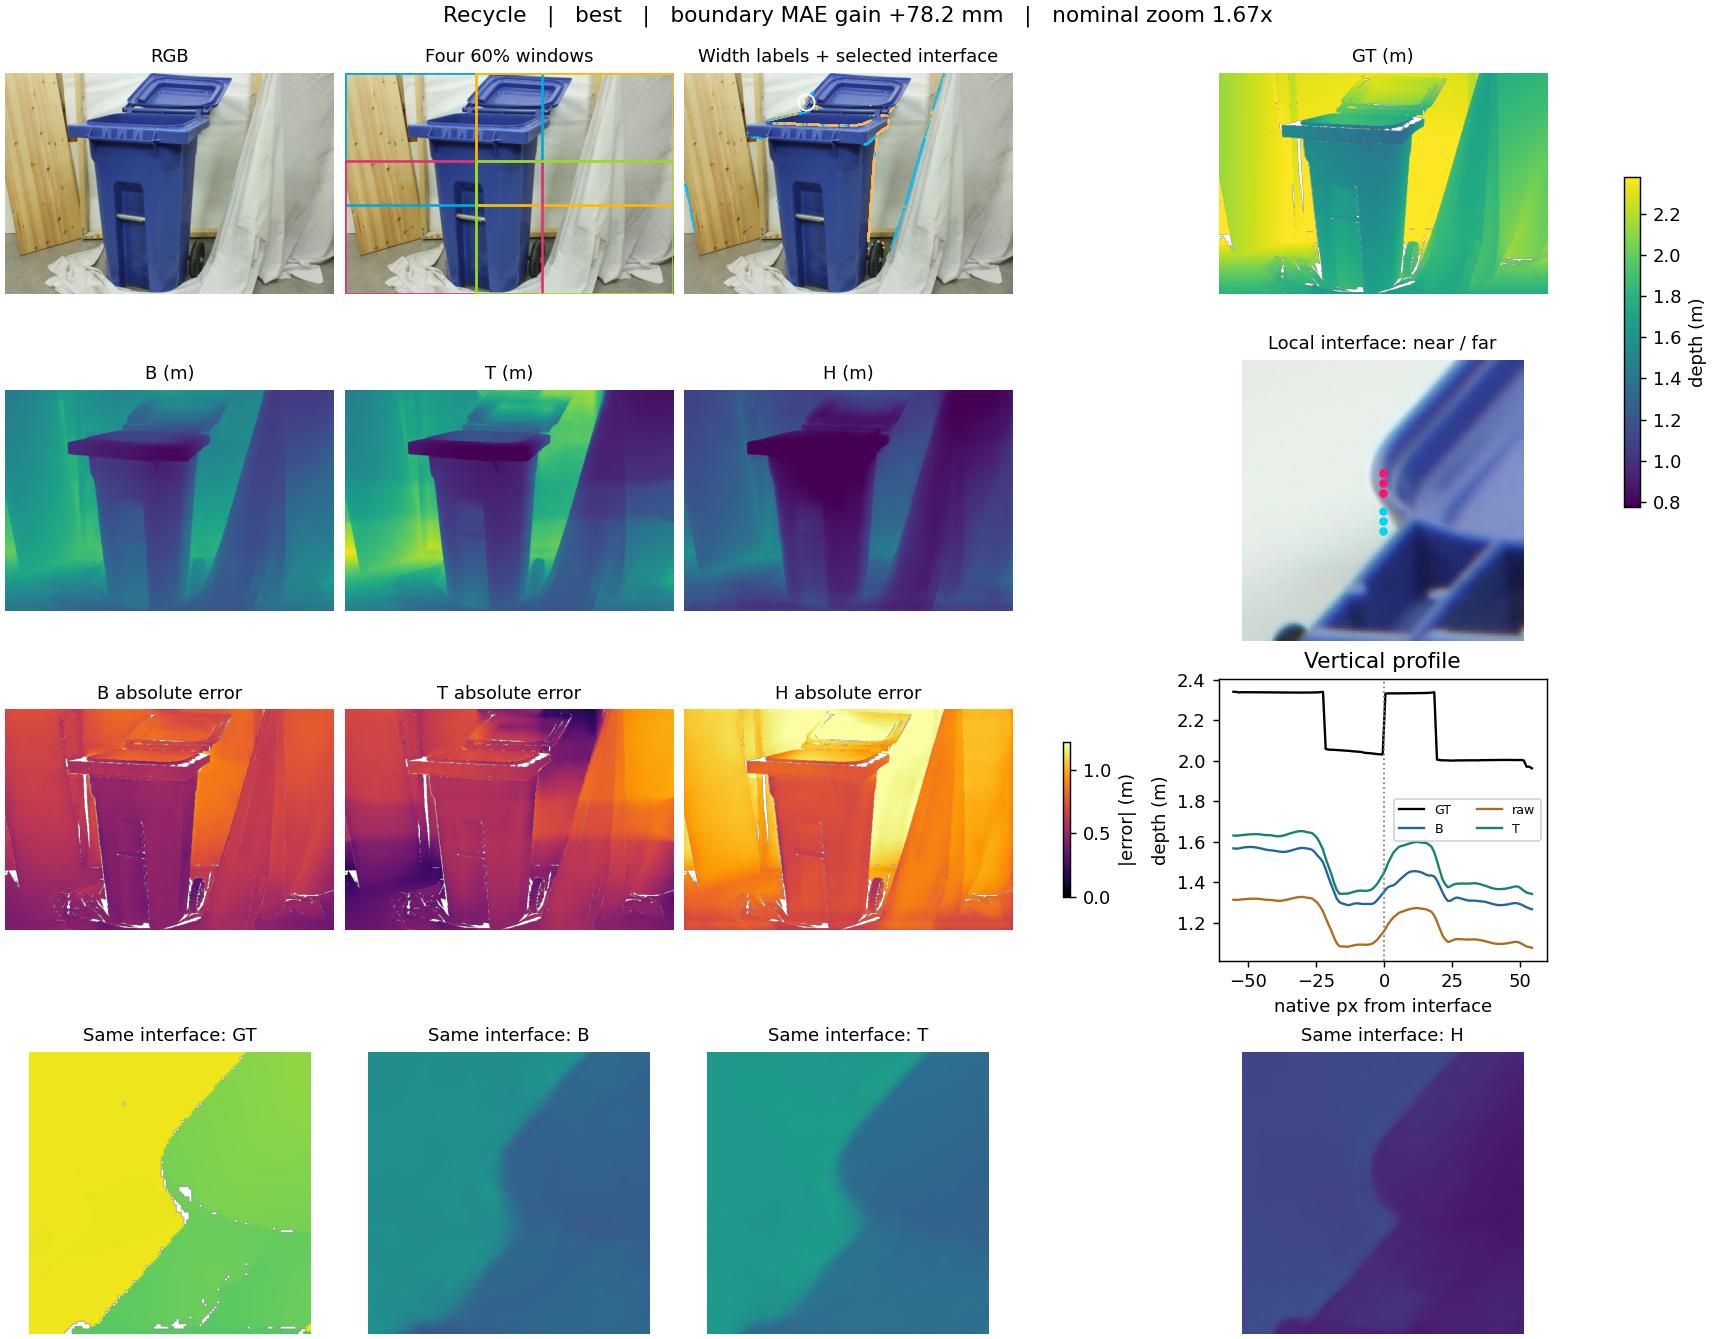 Recycle | best | boundary MAE gain +78.2 mm | nominal zoom 1.67x
RGB
Four 60% windows
Width labels + selected interface
GT (m)
2.2
2.0
1.8
1.6
1.4
1.2
1.0
0.8
depth (m)
B (m)
T (m)
H (m)
Local interface: near / far
B absolute error
T absolute error
H absolute error
1.0
0.5
0.0
|error| (m)
Vertical profile
2.4
2.2
2.0
1.8
1.6
1.4
1.2
depth (m)
GT
B
raw
T
−50
−25
0
25
50
native px from interface
Same interface: GT
Same interface: B
Same interface: T
Same interface: H